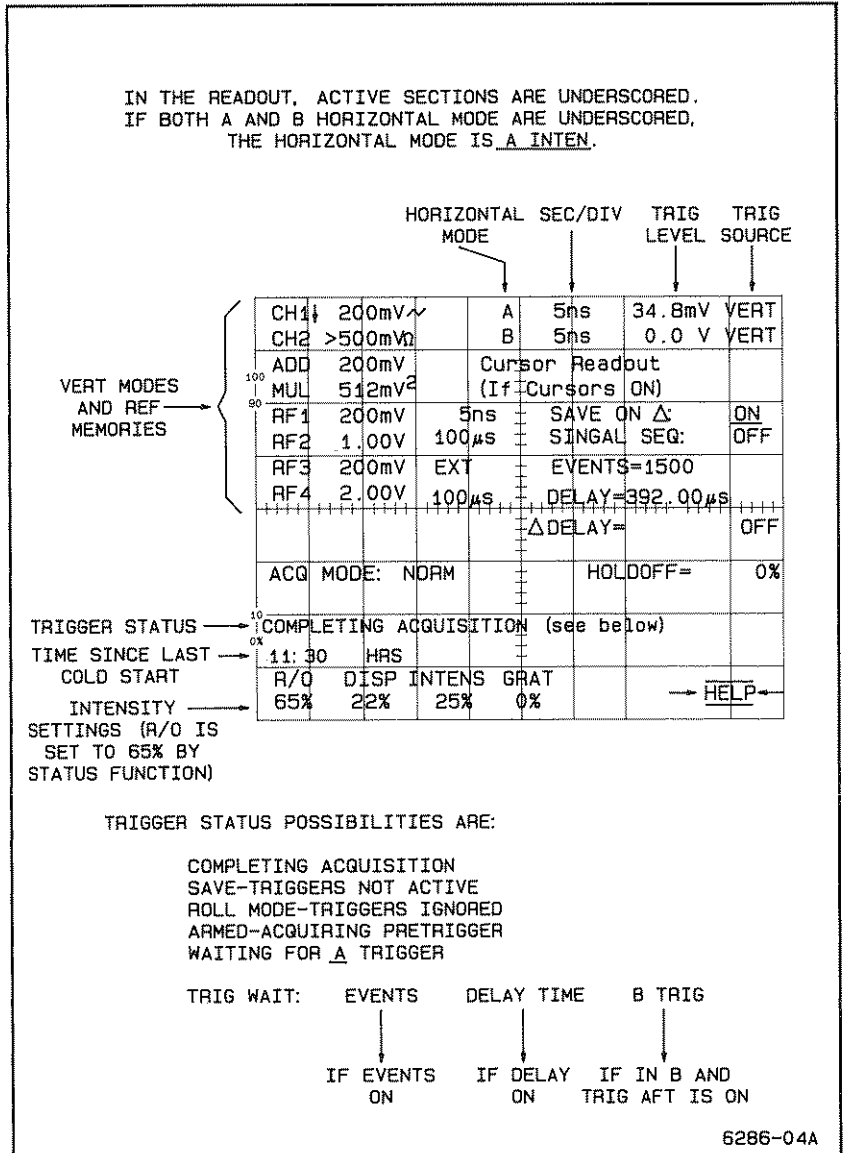 IN THE READOUT, ACTIVE SECTIONS ARE UNDERSCORED.
IF BOTH A AND B HORIZONTAL MODE ARE UNDERSCORED,
THE HORIZONTAL MODE IS A INTEN.
HORIZONTAL MODE
SEC/DIV
TRIG LEVEL
TRIG SOURCE
VERT MODES
AND REF
MEMORIES
CH1↓ 200mV∿ A 5ns 34.8mV VERT
CH2 >500mVΩ B 5ns 0.0 V VERT
ADD 200mV Cursor Readout
100
MUL 512mV² (If Cursors ON)
90
RF1 200mV 5ns SAVE ON Δ: ON
RF2 1.00V 100µs SINGAL SEQ: OFF
RF3 200mV EXT EVENTS=1500
RF4 2.00V 100µs DELAY=392.00µs
ΔDELAY= OFF
ACQ MODE: NORM HOLDOFF= 0%
10
TRIGGER STATUS
COMPLETING ACQUISITION (see below)
0%
TIME SINCE LAST
COLD START
11:30 HRS
R/O DISP INTENS GRAT
65% 22% 25% 0% HELP
INTENSITY
SETTINGS (R/O IS
SET TO 65% BY
STATUS FUNCTION)
TRIGGER STATUS POSSIBILITIES ARE:
COMPLETING ACQUISITION
SAVE-TRIGGERS NOT ACTIVE
ROLL MODE-TRIGGERS IGNORED
ARMED-ACQUIRING PRETRIGGER
WAITING FOR A TRIGGER
TRIG WAIT: EVENTS DELAY TIME B TRIG
IF EVENTS ON
IF DELAY ON
IF IN B AND TRIG AFT IS ON
6286-04A